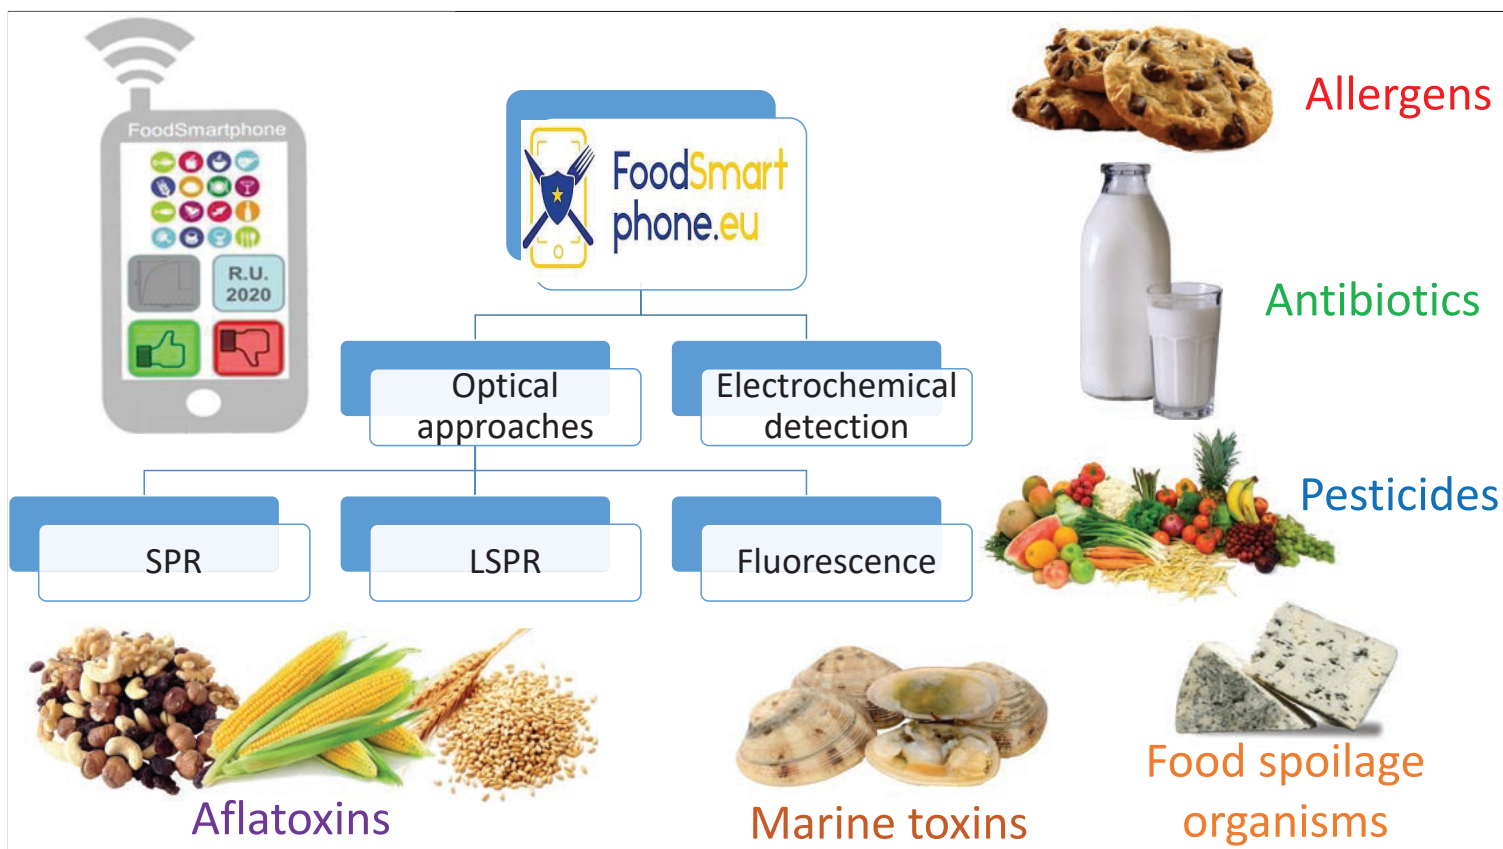 FoodSmartphone
R.U.
2020
FoodSmart
phone.eu
Optical
approaches
Electrochemical
detection
SPR
LSPR
Fluorescence
Allergens
Antibiotics
Pesticides
Food spoilage
organisms
Marine toxins
Aflatoxins